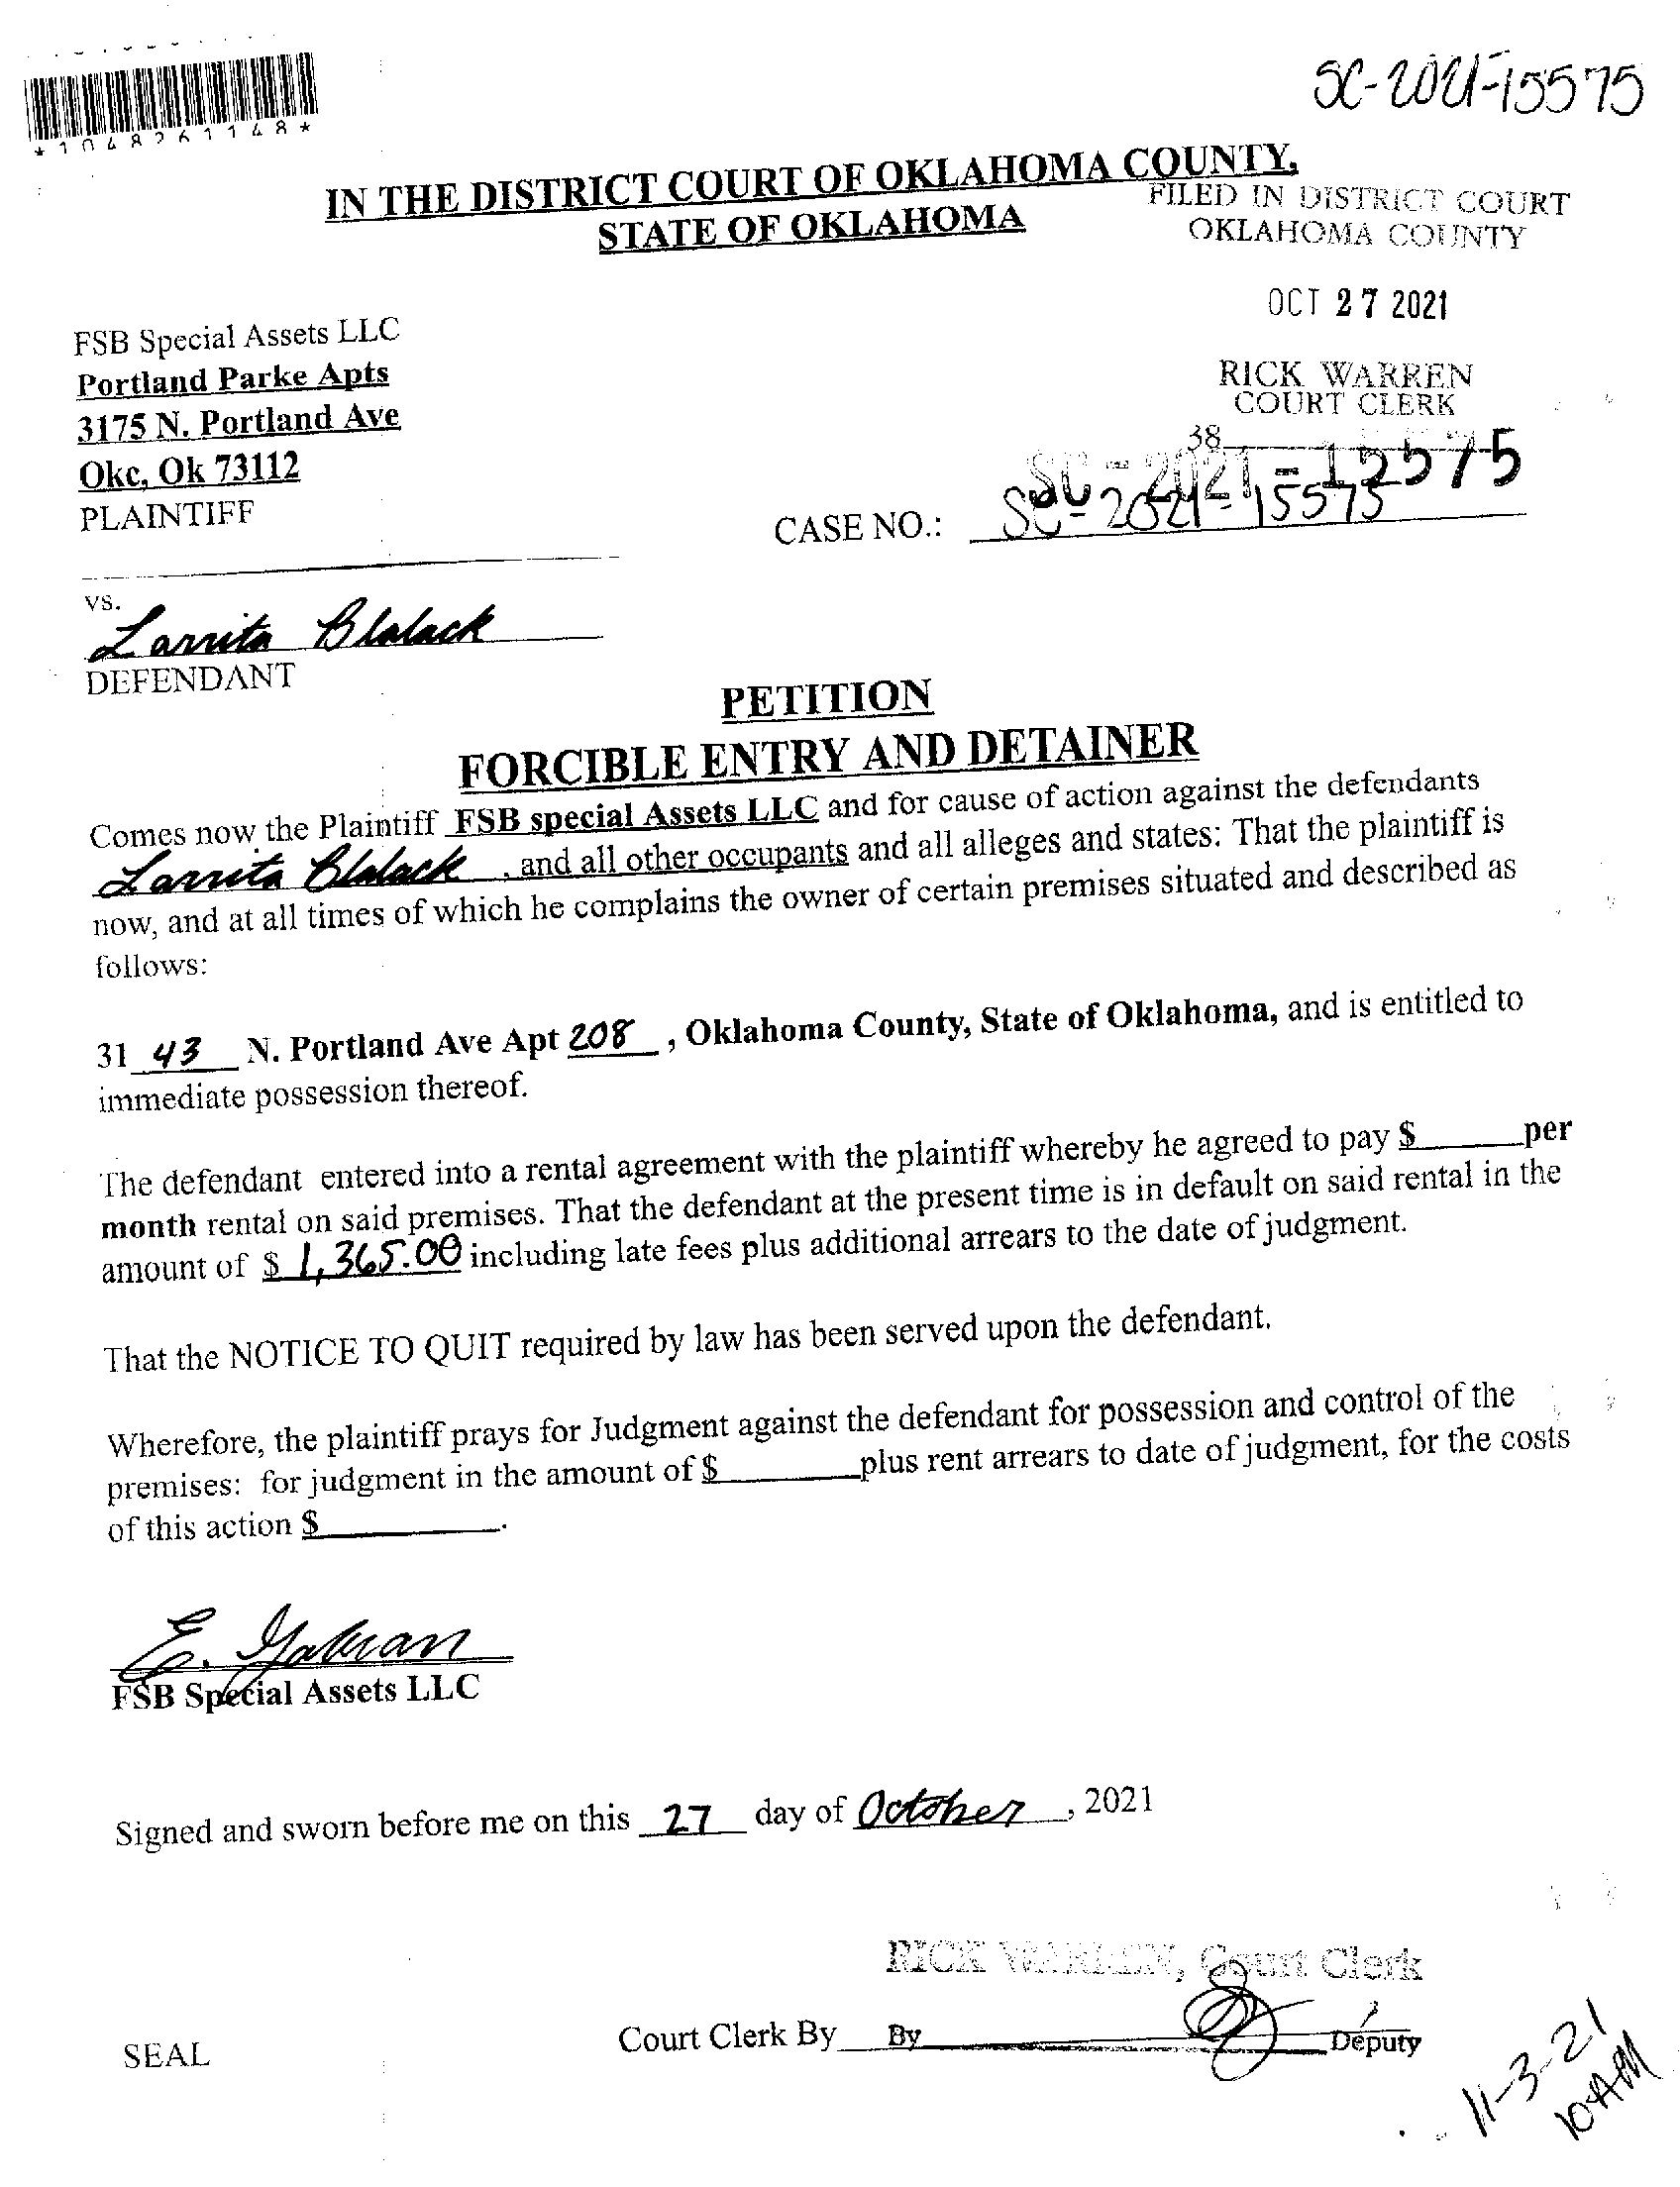 SC-2021-15575
*1048261148*
IN THE DISTRICT COURT OF OKLAHOMA COUNTY,
STATE OF OKLAHOMA
FILED IN DISTRICT COURT
OKLAHOMA COUNTY
OCT 27 2021
RICK WARREN
COURT CLERK
38
FSB Special Assets LLC
Portland Parke Apts
3175 N. Portland Ave
Okc, Ok 73112
PLAINTIFF
CASE NO.: SC-2021-15575
vs.
Larrita Blalack
DEFENDANT
PETITION
FORCIBLE ENTRY AND DETAINER
Comes now the Plaintiff FSB special Assets LLC and for cause of action against the defendants
Larrita Blalack, and all other occupants and all alleges and states: That the plaintiff is
now, and at all times of which he complains the owner of certain premises situated and described as
follows:
31 43 N. Portland Ave Apt 208, Oklahoma County, State of Oklahoma, and is entitled to
immediate possession thereof.
The defendant entered into a rental agreement with the plaintiff whereby he agreed to pay $______per
month rental on said premises. That the defendant at the present time is in default on said rental in the
amount of $ 1,365.00 including late fees plus additional arrears to the date of judgment.
That the NOTICE TO QUIT required by law has been served upon the defendant.
Wherefore, the plaintiff prays for Judgment against the defendant for possession and control of the
premises: for judgment in the amount of $________plus rent arrears to date of judgment, for the costs
of this action $__________.
FSB Special Assets LLC
Signed and sworn before me on this 27 day of October, 2021
RICK WARREN, Court Clerk
SEAL
Court Clerk By By Deputy
11-3-21
10AM